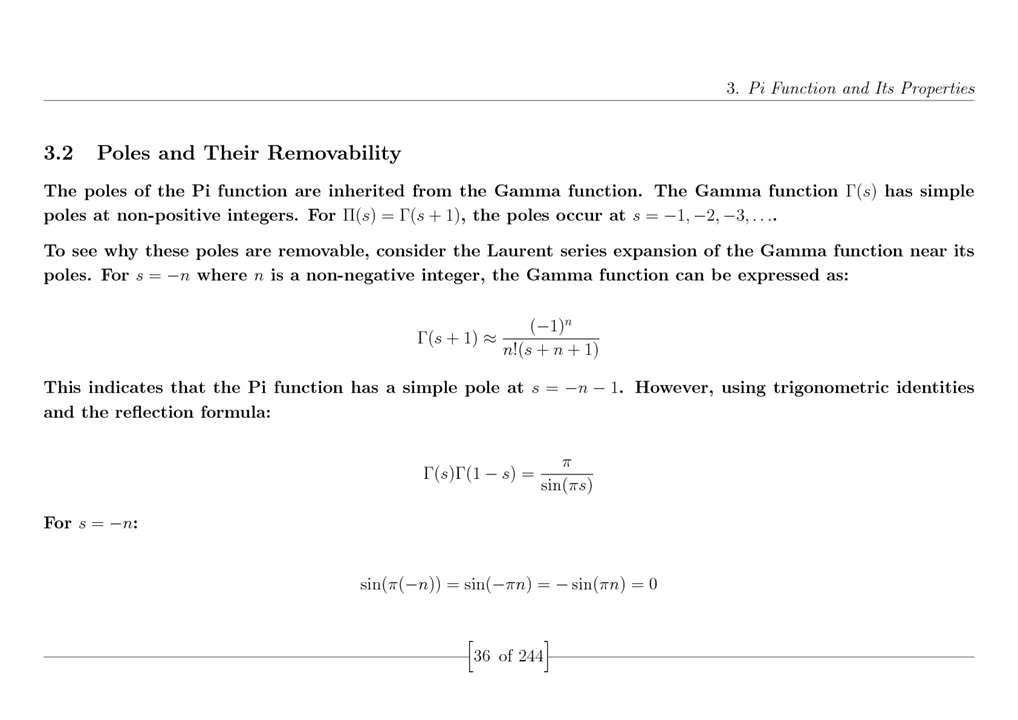 3. Pi Function and Its Properties
3.2 Poles and Their Removability
The poles of the Pi function are inherited from the Gamma function. The Gamma function Γ(s) has simple
poles at non-positive integers. For Π(s) = Γ(s + 1), the poles occur at s = −1, −2, −3, . . ..
To see why these poles are removable, consider the Laurent series expansion of the Gamma function near its
poles. For s = −n where n is a non-negative integer, the Gamma function can be expressed as:
Γ(s + 1) ≈ (−1)ⁿ / n!(s + n + 1)
This indicates that the Pi function has a simple pole at s = −n − 1. However, using trigonometric identities
and the reflection formula:
Γ(s)Γ(1 − s) = π / sin(πs)
For s = −n:
sin(π(−n)) = sin(−πn) = − sin(πn) = 0
[36 of 244]